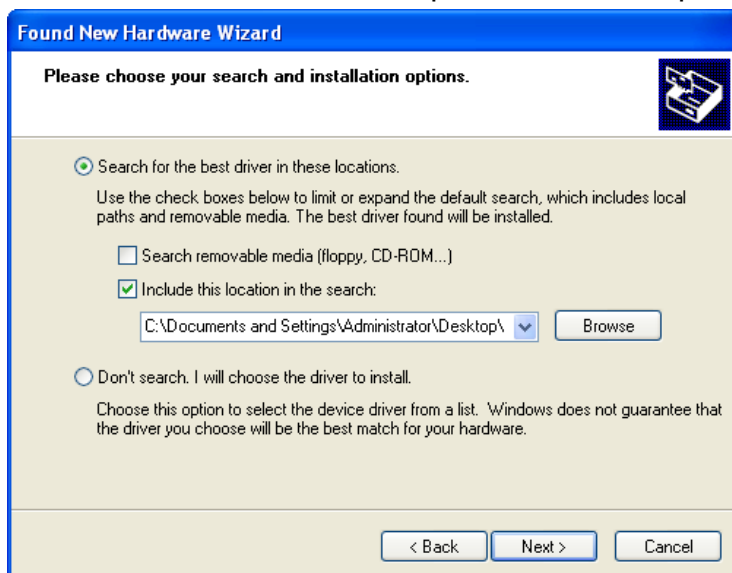 Found New Hardware Wizard
Please choose your search and installation options.
Search for the best driver in these locations.
Use the check boxes below to limit or expand the default search, which includes local
paths and removable media. The best driver found will be installed.
Search removable media (floppy, CD-ROM...)
Include this location in the search:
C:\Documents and Settings\Administrator\Desktop\
Browse
Don't search. I will choose the driver to install.
Choose this option to select the device driver from a list. Windows does not guarantee that
the driver you choose will be the best match for your hardware.
< Back Next > Cancel